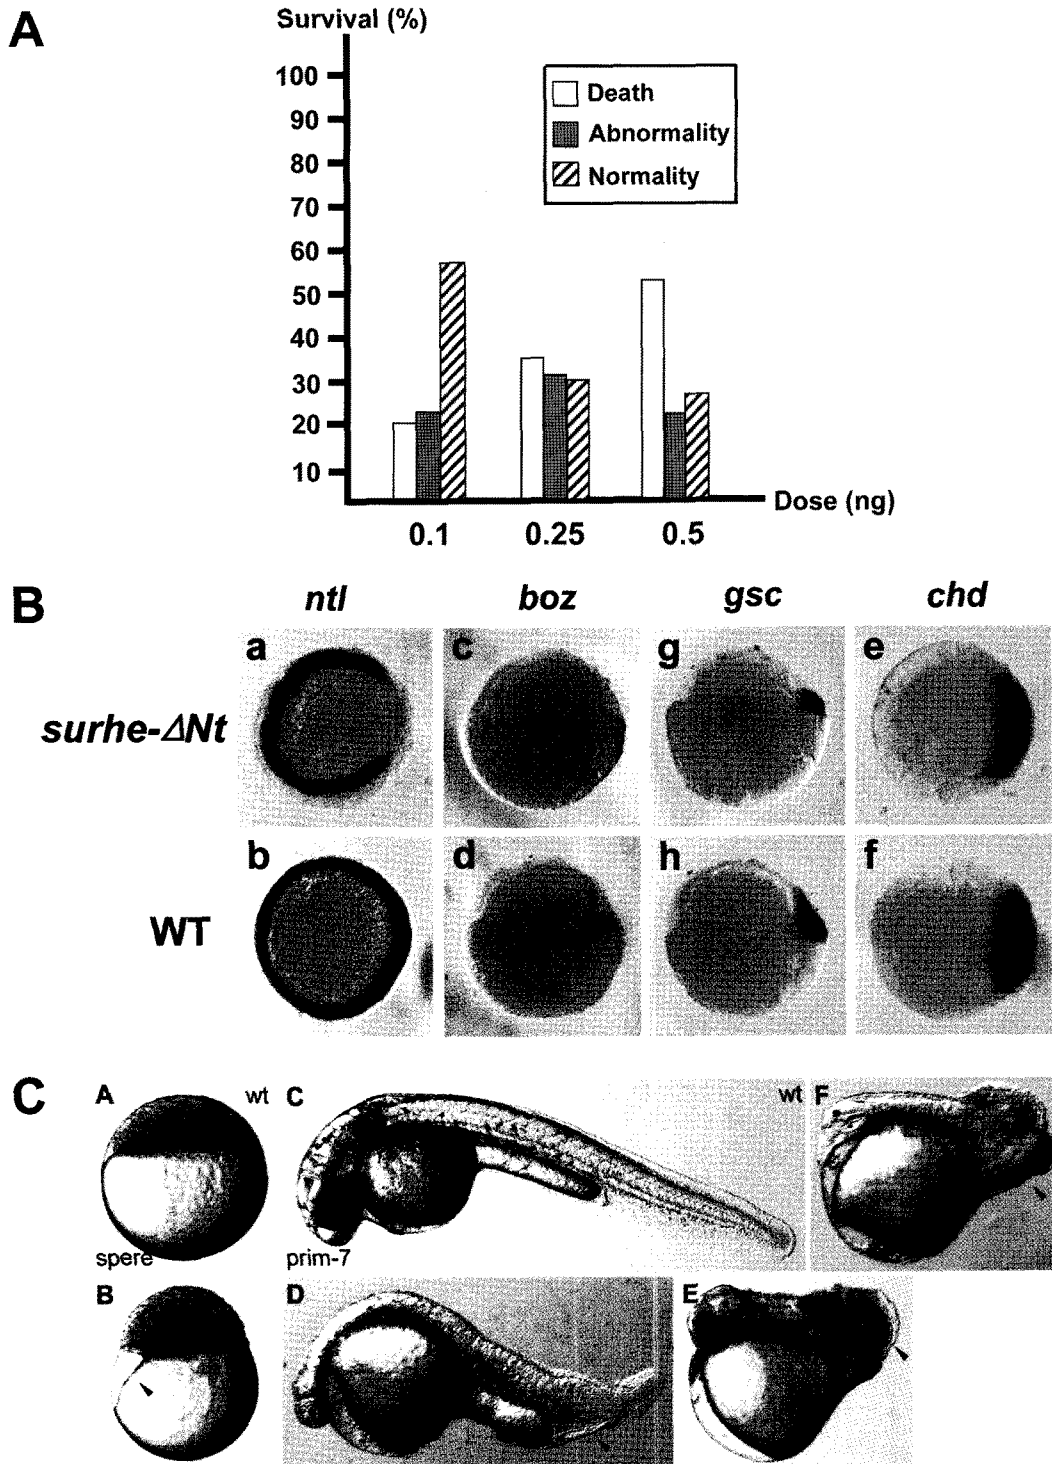 A
Survival (%)
100
90
80
70
60
50
40
30
20
10
Death
Abnormality
Normality
0.1 0.25 0.5
Dose (ng)
B
ntl boz gsc chd
surhe-ΔNt
a c g e
WT
b d h f
C
A wt
spere
C wt
prim-7
F
B
D
E